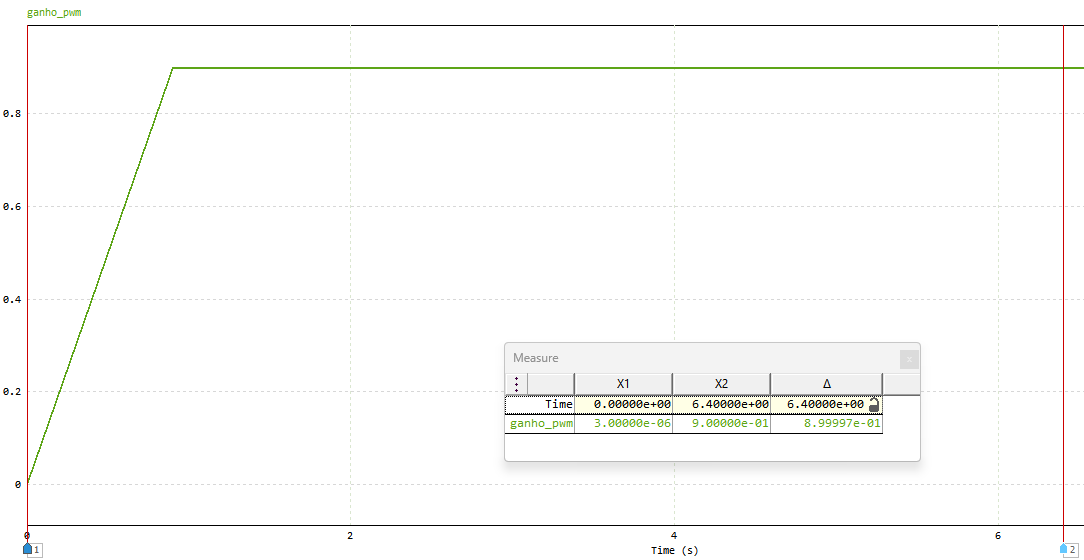 ganho_pwm
0.8
0.6
0.4
0.2
0
Measure
x
X1 X2 Δ
Time 0.00000e+00 6.40000e+00 6.40000e+00
ganho_pwm 3.00000e-06 9.00000e-01 8.99997e-01
0 2 4 6
Time (s)
1 2